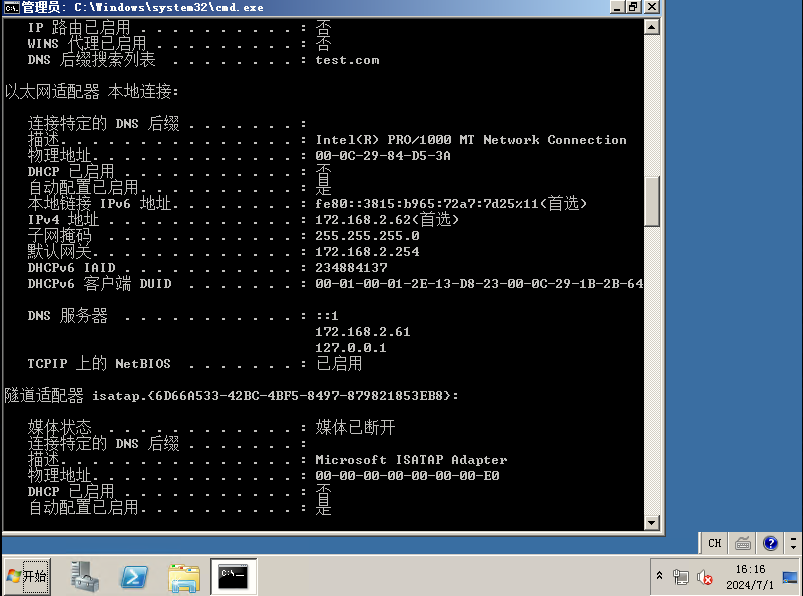 管理员: C:\Windows\system32\cmd.exe
IP 路由已启用 . . . . . . . . . . : 否
WINS 代理已启用 . . . . . . . . . : 否
DNS 后缀搜索列表 . . . . . . . . : test.com
以太网适配器 本地连接:
连接特定的 DNS 后缀 . . . . . . . :
描述. . . . . . . . . . . . . . . : Intel(R) PRO/1000 MT Network Connection
物理地址. . . . . . . . . . . . . : 00-0C-29-84-D5-3A
DHCP 已启用 . . . . . . . . . . . : 否
自动配置已启用. . . . . . . . . . : 是
本地链接 IPv6 地址. . . . . . . . : fe80::3815:b965:72a7:7d25%11(首选)
IPv4 地址 . . . . . . . . . . . . : 172.168.2.62(首选)
子网掩码 . . . . . . . . . . . . : 255.255.255.0
默认网关. . . . . . . . . . . . . : 172.168.2.254
DHCPv6 IAID . . . . . . . . . . . : 234884137
DHCPv6 客户端 DUID . . . . . . . : 00-01-00-01-2E-13-D8-23-00-0C-29-1B-2B-64
DNS 服务器 . . . . . . . . . . . : ::1
172.168.2.61
127.0.0.1
TCPIP 上的 NetBIOS . . . . . . . : 已启用
隧道适配器 isatap.{6D66A533-42BC-4BF5-8497-879821853EB8}:
媒体状态 . . . . . . . . . . . . : 媒体已断开
连接特定的 DNS 后缀 . . . . . . . :
描述. . . . . . . . . . . . . . . : Microsoft ISATAP Adapter
物理地址. . . . . . . . . . . . . : 00-00-00-00-00-00-00-E0
DHCP 已启用 . . . . . . . . . . . : 否
自动配置已启用. . . . . . . . . . : 是
CH
开始
16:16
2024/7/1